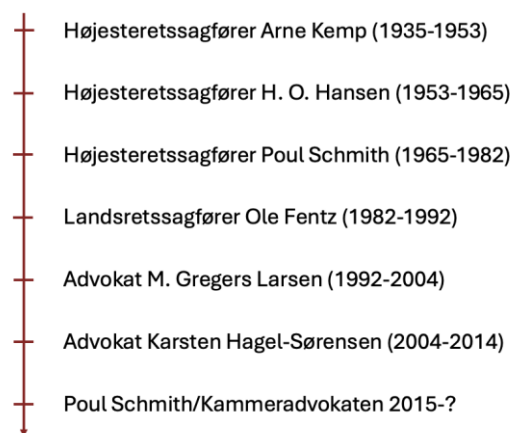 Højesteretssagfører Arne Kemp (1935-1953)
Højesteretssagfører H. O. Hansen (1953-1965)
Højesteretssagfører Poul Schmith (1965-1982)
Landsretssagfører Ole Fentz (1982-1992)
Advokat M. Gregers Larsen (1992-2004)
Advokat Karsten Hagel-Sørensen (2004-2014)
Poul Schmith/Kammeradvokaten 2015-?